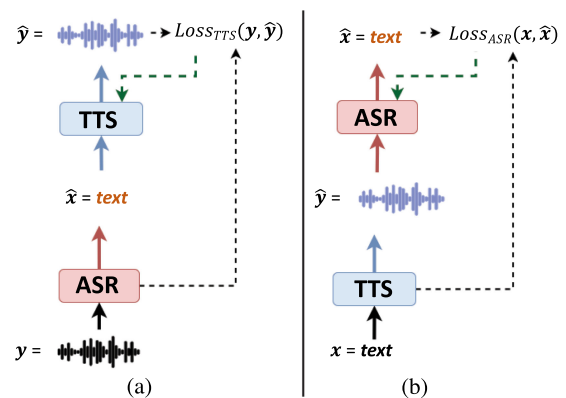 ŷ = Loss_TTS(y, ŷ)
TTS
x̂ = text
ASR
y =
(a)
x̂ = text Loss_ASR(x, x̂)
ASR
ŷ =
TTS
x = text
(b)